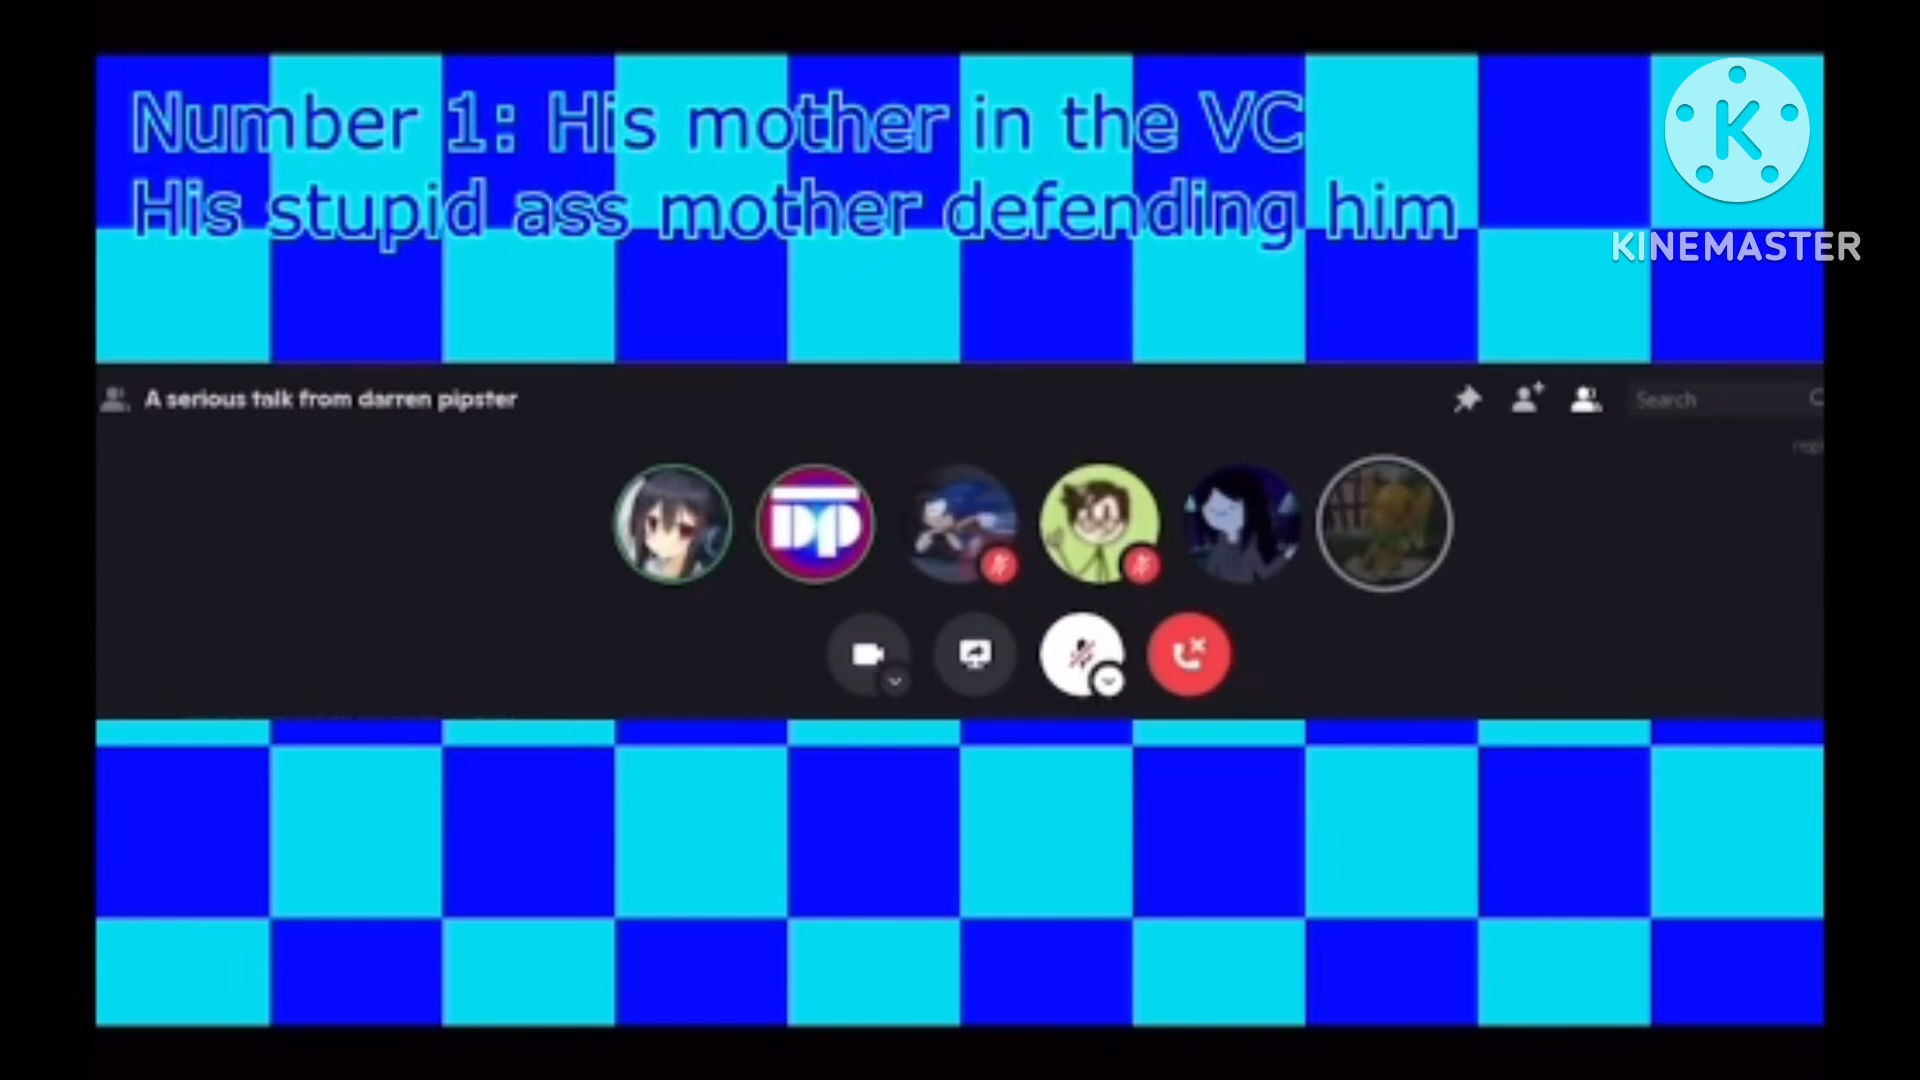 Number 1: His mother in the VC
His stupid ass mother defending him
K
KINEMASTER
A serious talk from darren pipster
Search
DP